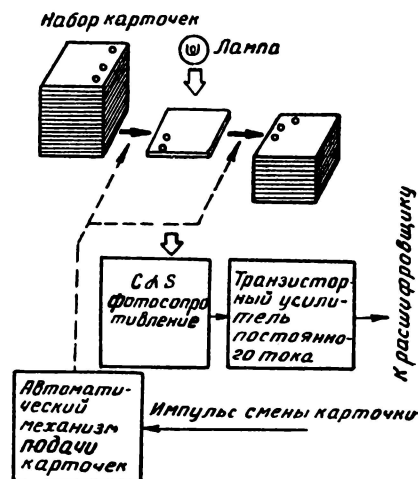 Набор карточек
Лампа
CdS
фотосопро-
тивление
Транзистор-
ный усили-
тель
постоянно-
го тока
К расшифровщику
Автомати-
ческий
механизм
подачи
карточек
Импульс смены карточки